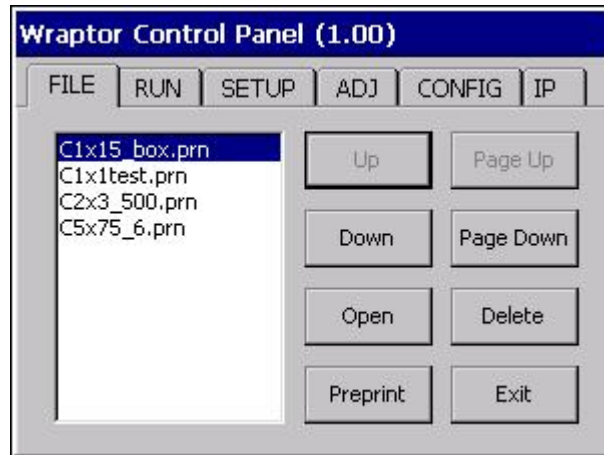 Wraptor Control Panel (1.00)
FILE RUN SETUP ADJ CONFIG IP
C1x15_box.prn
C1x1test.prn
C2x3_500.prn
C5x75_6.prn
Up Page Up
Down Page Down
Open Delete
Preprint Exit